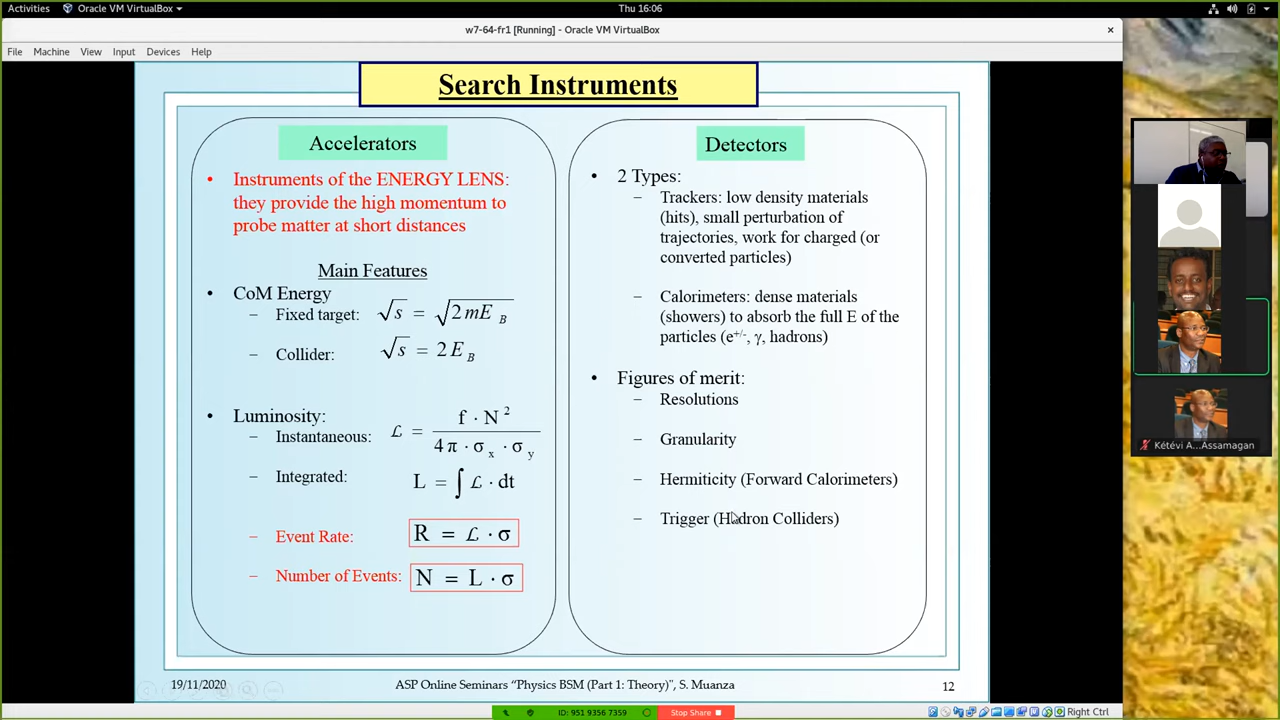 Activities
Oracle VM VirtualBox
Thu 16:06
w7-64-fr1 [Running] - Oracle VM VirtualBox
File Machine View Input Devices Help
Search Instruments
Accelerators
• Instruments of the ENERGY LENS:
they provide the high momentum to
probe matter at short distances
Main Features
• CoM Energy
– Fixed target: √s = √2mE_B
– Collider: √s = 2E_B
• Luminosity:
– Instantaneous: ℒ = f · N² / 4π · σ_x · σ_y
– Integrated: L = ∫ ℒ · dt
– Event Rate: R = ℒ · σ
– Number of Events: N = L · σ
Detectors
• 2 Types:
– Trackers: low density materials
(hits), small perturbation of
trajectories, work for charged (or
converted particles)
– Calorimeters: dense materials
(showers) to absorb the full E of the
particles (e⁺/⁻, γ, hadrons)
• Figures of merit:
– Resolutions
– Granularity
– Hermiticity (Forward Calorimeters)
– Trigger (Hadron Colliders)
19/11/2020
ASP Online Seminars "Physics BSM (Part 1: Theory)", S. Muanza
12
Kétévi A...Assamagan
ID: 951 9356 7359
Stop Share
Right Ctrl